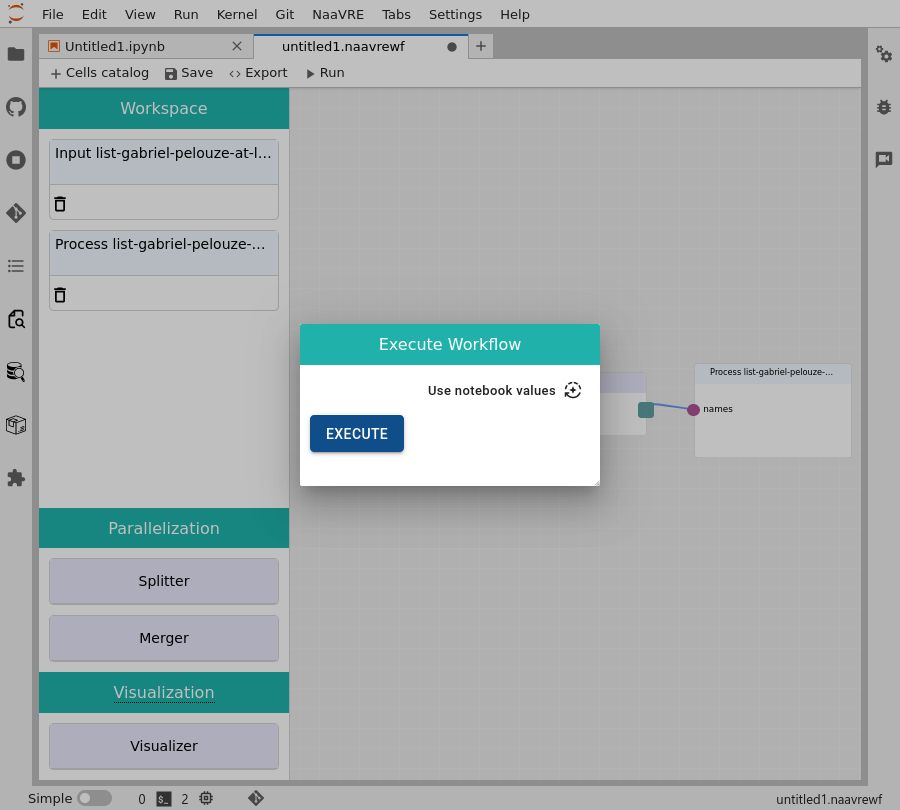 File Edit View Run Kernel Git NaaVRE Tabs Settings Help
Untitled1.ipynb
untitled1.naavrewf
Cells catalog Save Export Run
Workspace
Input list-gabriel-pelouze-at-l...
Process list-gabriel-pelouze-...
Execute Workflow
Use notebook values
EXECUTE
Process list-gabriel-pelouze-...
names
Parallelization
Splitter
Merger
Visualization
Visualizer
Simple 0 2 untitled1.naavrewf